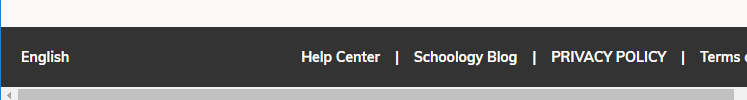 English Help Center | Schoology Blog | PRIVACY POLICY | Terms